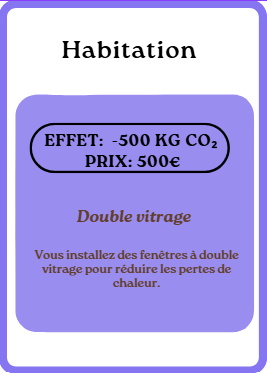 Habitation
EFFET:  -500 KG CO₂
PRIX: 500€
Double vitrage
Vous installez des fenêtres à double
vitrage pour réduire les pertes de
chaleur.